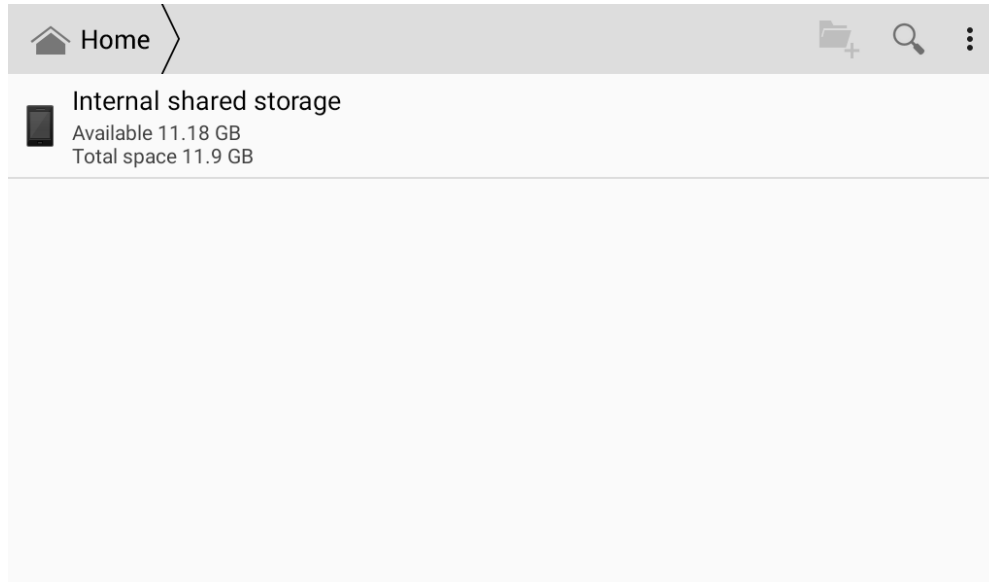 Home
Internal shared storage
Available 11.18 GB
Total space 11.9 GB